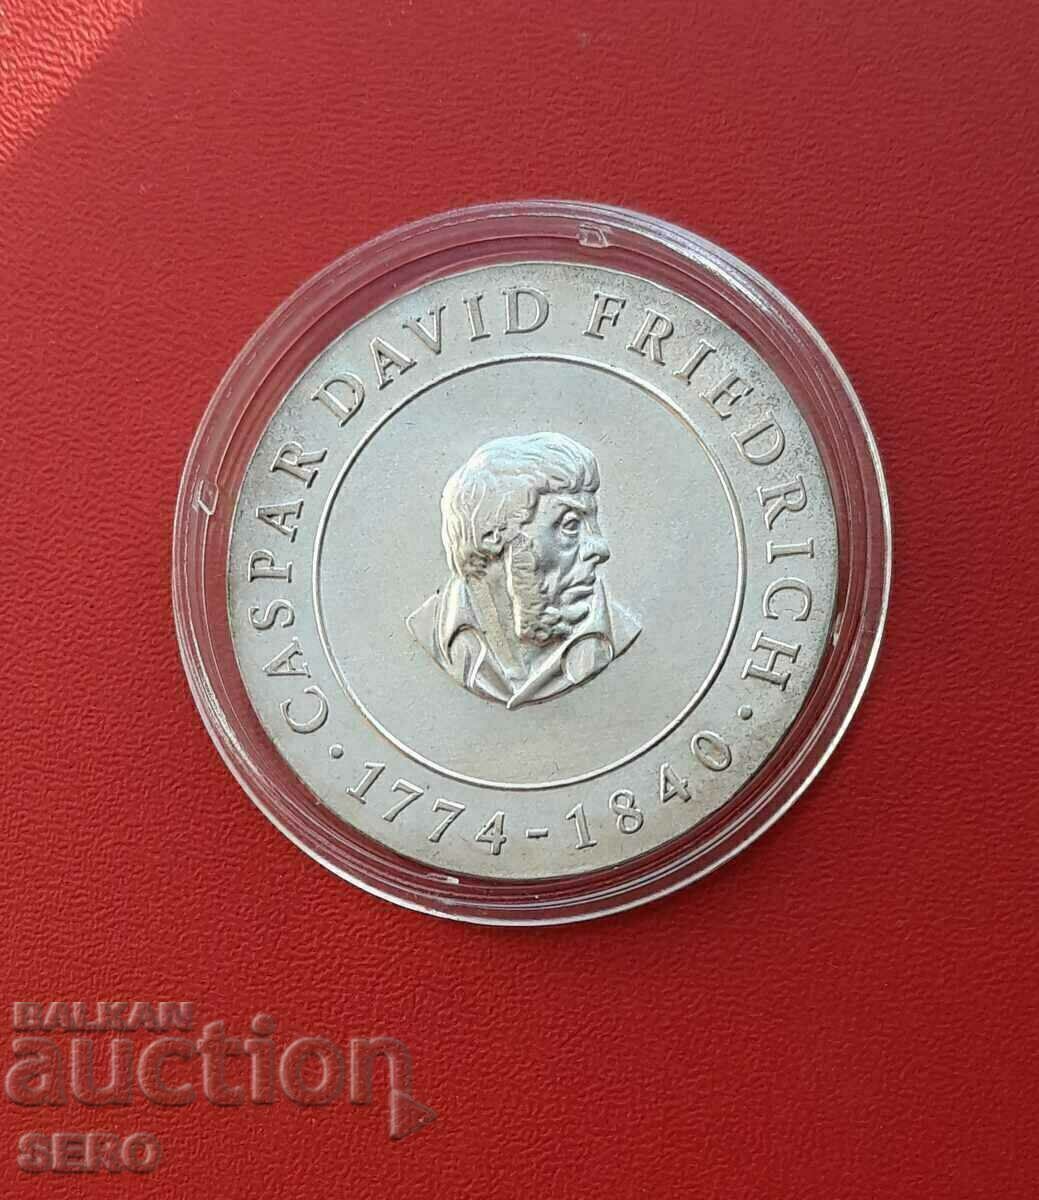 · CASPAR DAVID FRIEDRICH ·
1774-1840
BALKAN
auction
SERO